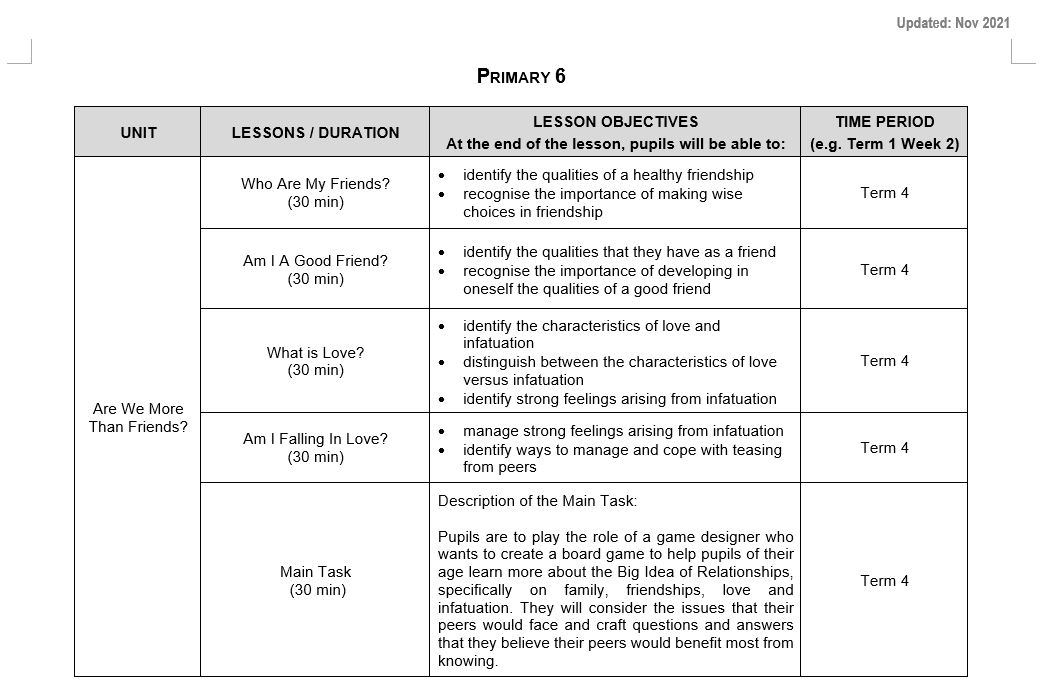 Updated: Nov 2021
PRIMARY 6
UNIT
LESSONS / DURATION
LESSON OBJECTIVES
At the end of the lesson, pupils will be able to:
TIME PERIOD
(e.g. Term 1 Week 2)
Are We More
Than Friends?
Who Are My Friends?
(30 min)
• identify the qualities of a healthy friendship
• recognise the importance of making wise
choices in friendship
Term 4
Am I A Good Friend?
(30 min)
• identify the qualities that they have as a friend
• recognise the importance of developing in
oneself the qualities of a good friend
Term 4
What is Love?
(30 min)
• identify the characteristics of love and
infatuation
• distinguish between the characteristics of love
versus infatuation
• identify strong feelings arising from infatuation
Term 4
Am I Falling In Love?
(30 min)
• manage strong feelings arising from infatuation
• identify ways to manage and cope with teasing
from peers
Term 4
Main Task
(30 min)
Description of the Main Task:
Pupils are to play the role of a game designer who
wants to create a board game to help pupils of their
age learn more about the Big Idea of Relationships,
specifically on family, friendships, love and
infatuation. They will consider the issues that their
peers would face and craft questions and answers
that they believe their peers would benefit most from
knowing.
Term 4